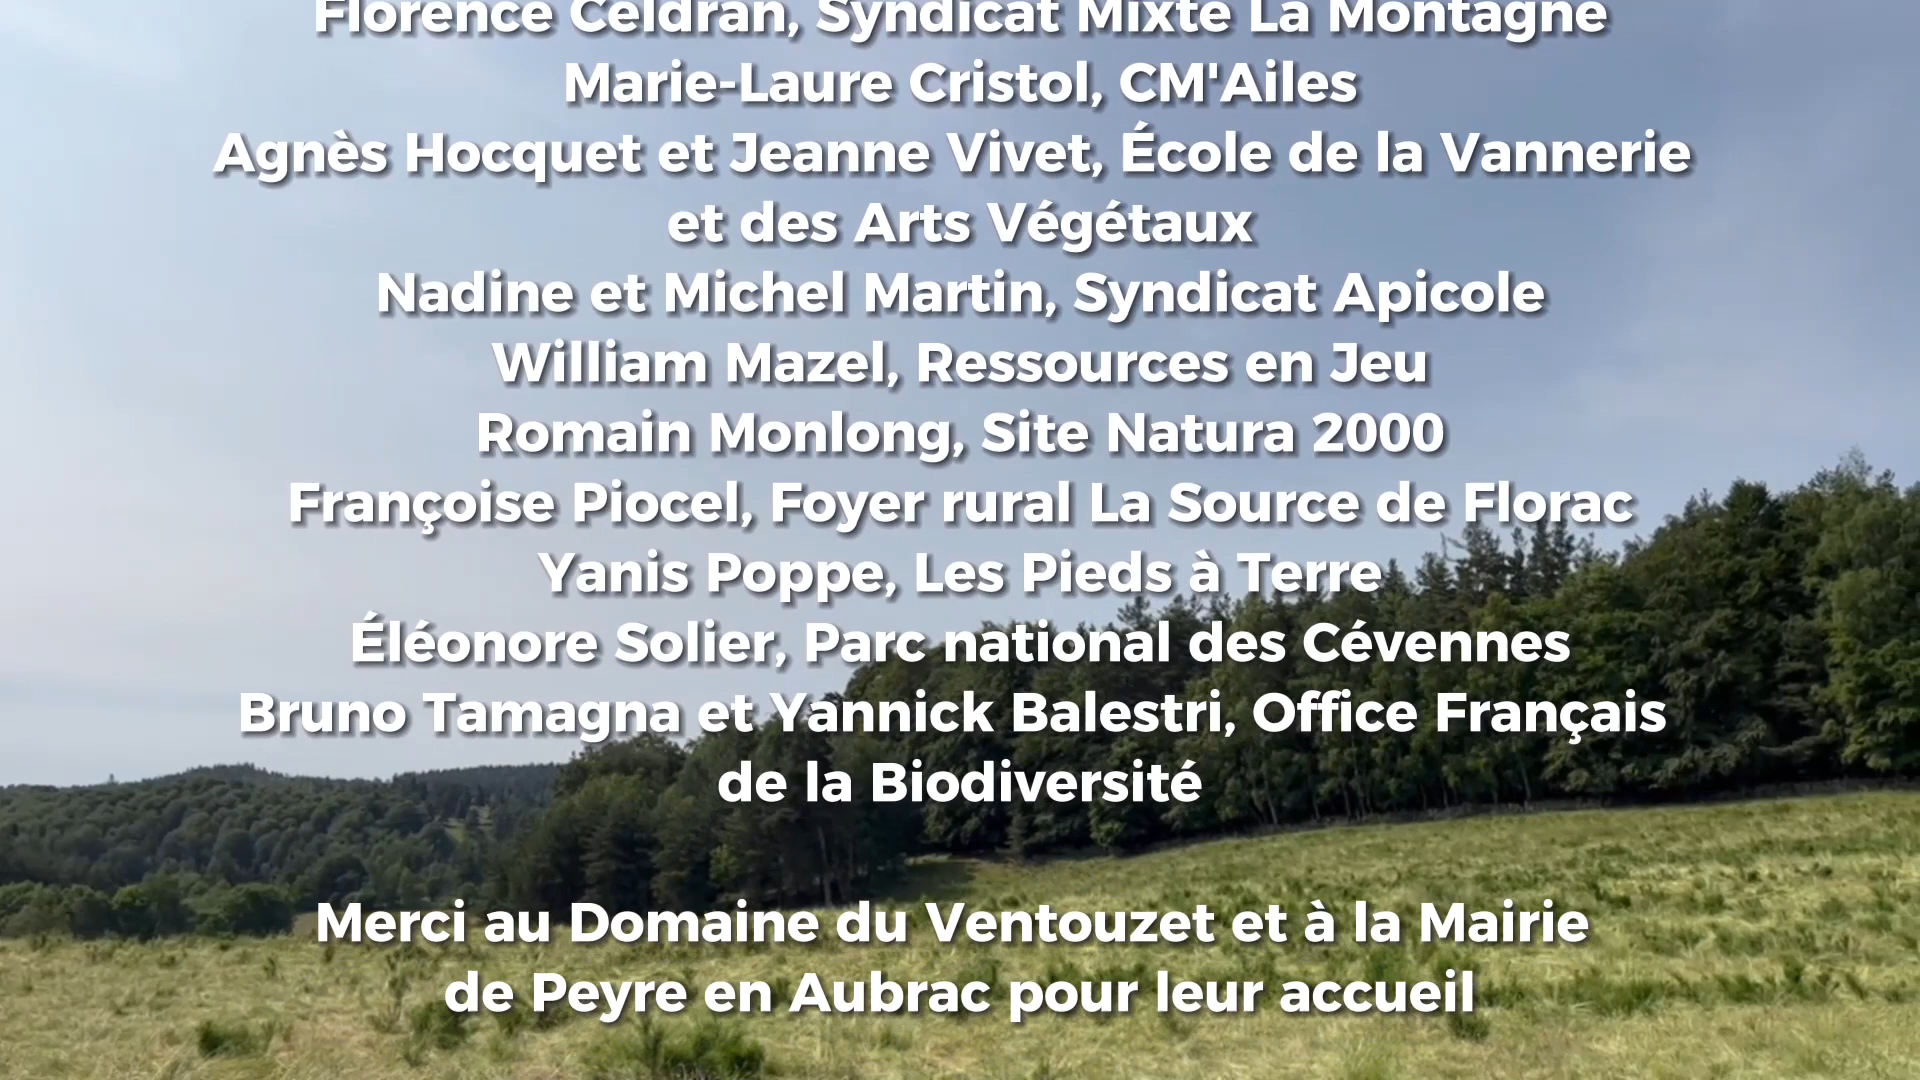 Florence Celdran, Syndicat Mixte La Montagne
Marie-Laure Cristol, CM'Ailes
Agnès Hocquet et Jeanne Vivet, École de la Vannerie
et des Arts Végétaux
Nadine et Michel Martin, Syndicat Apicole
William Mazel, Ressources en Jeu
Romain Monlong, Site Natura 2000
Françoise Piocel, Foyer rural La Source de Florac
Yanis Poppe, Les Pieds à Terre
Éléonore Solier, Parc national des Cévennes
Bruno Tamagna et Yannick Balestri, Office Français
de la Biodiversité
Merci au Domaine du Ventouzet et à la Mairie
de Peyre en Aubrac pour leur accueil